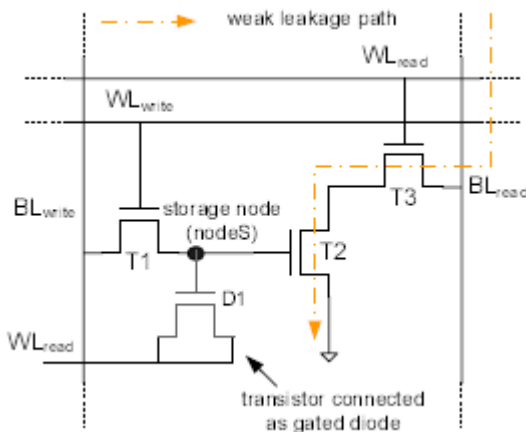 weak leakage path
WLread
WLwrite
BLwrite
storage node
(nodeS)
T3
BLread
T1
T2
D1
WLread
transistor connected
as gated diode